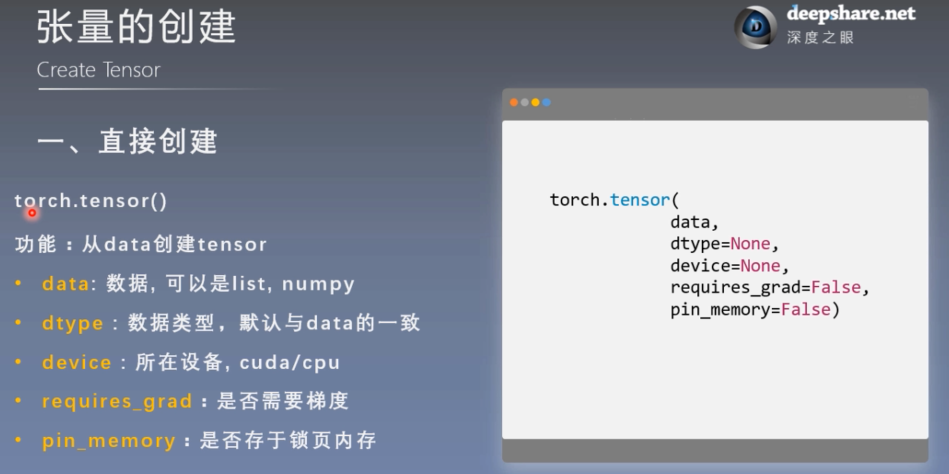 张量的创建
Create Tensor
deepshare.net
深度之眼
一、直接创建
torch.tensor()
功能：从data创建tensor
• data: 数据, 可以是list, numpy
• dtype : 数据类型，默认与data的一致
• device : 所在设备, cuda/cpu
• requires_grad：是否需要梯度
• pin_memory：是否存于锁页内存
torch.tensor(
data,
dtype=None,
device=None,
requires_grad=False,
pin_memory=False)